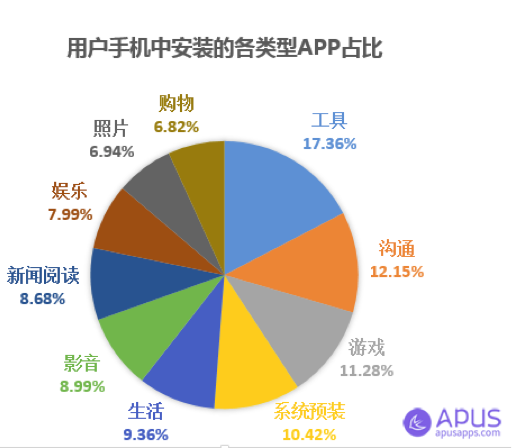 用户手机中安装的各类型APP占比
工具
17.36%
沟通
12.15%
游戏
11.28%
系统预装
10.42%
生活
9.36%
影音
8.99%
新闻阅读
8.68%
娱乐
7.99%
照片
6.94%
购物
6.82%
APUS
apusapps.com